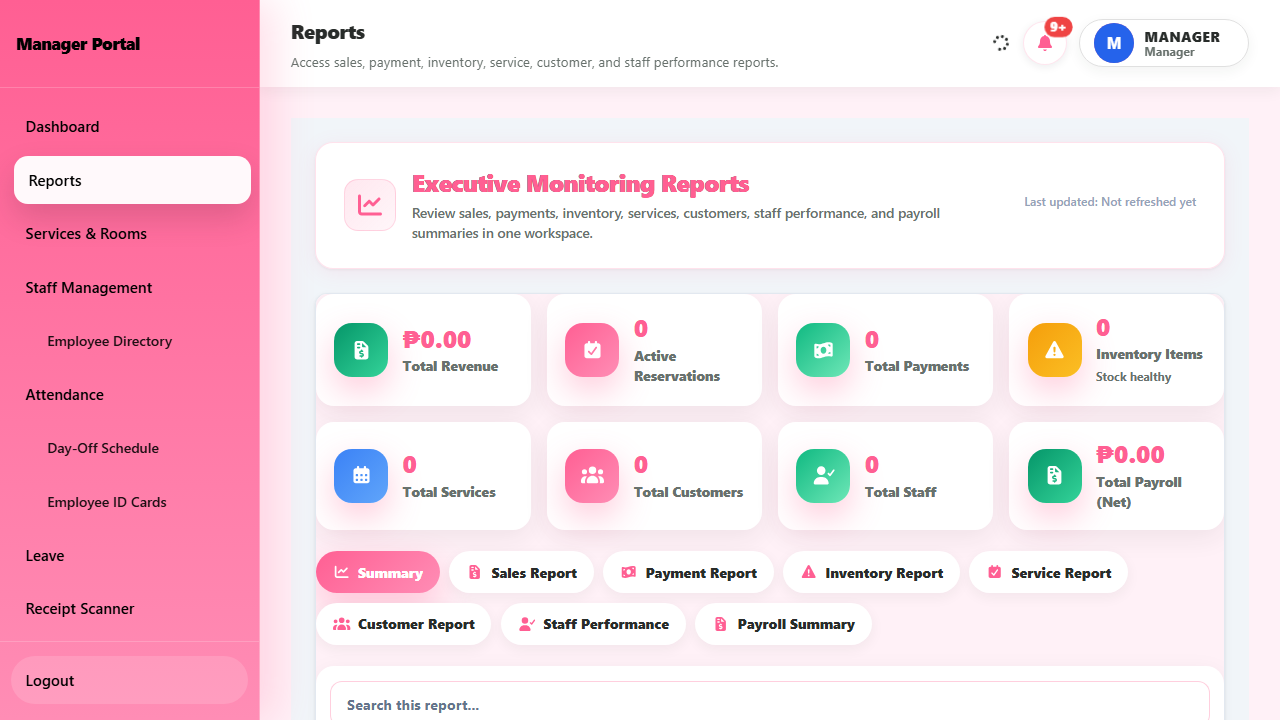 Manager Portal
Dashboard
Reports
Services & Rooms
Staff Management
Employee Directory
Attendance
Day-Off Schedule
Employee ID Cards
Leave
Receipt Scanner
Logout
Reports
Access sales, payment, inventory, service, customer, and staff performance reports.
9+
M
MANAGER
Manager
Executive Monitoring Reports
Review sales, payments, inventory, services, customers, staff performance, and payroll
summaries in one workspace.
Last updated: Not refreshed yet
₱0.00
Total Revenue
0
Active
Reservations
0
Total Payments
0
Inventory Items
Stock healthy
0
Total Services
0
Total Customers
0
Total Staff
₱0.00
Total Payroll
(Net)
Summary
Sales Report
Payment Report
Inventory Report
Service Report
Customer Report
Staff Performance
Payroll Summary
Search this report...